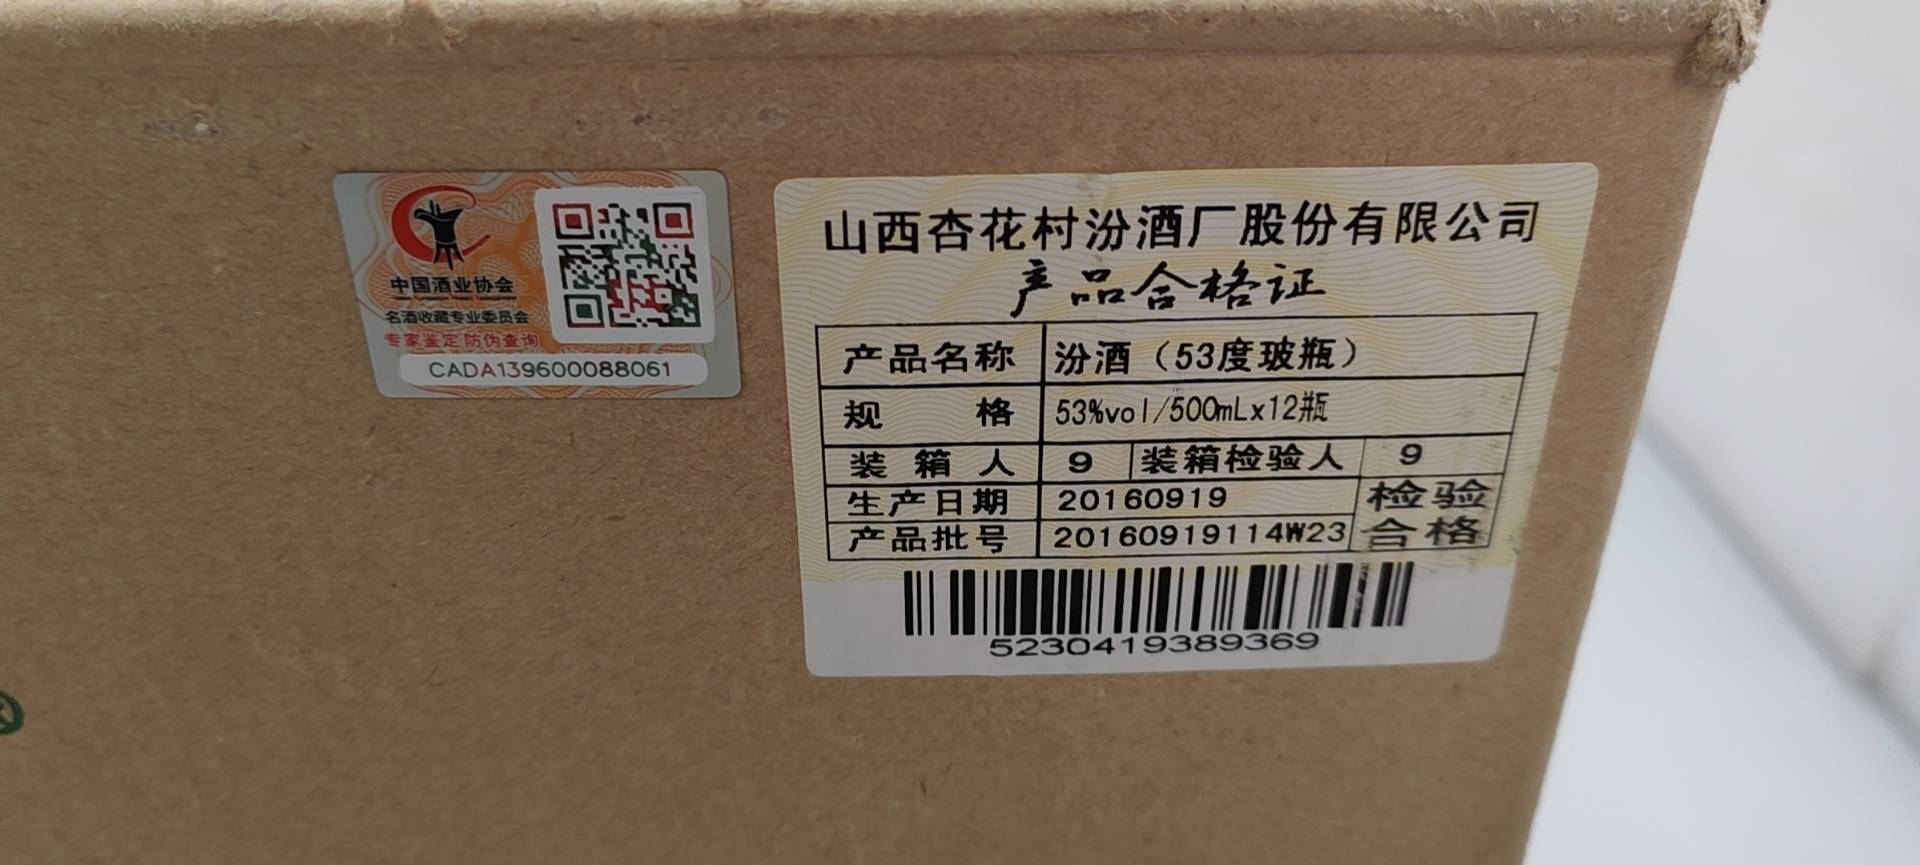 中国酒业协会
名酒收藏专业委员会
专家鉴定 防伪查询
CADA139600088061
山西杏花村汾酒厂股份有限公司
产品合格证
产品名称 汾酒（53度玻瓶）
规 格 53%vol/500mLx12瓶
装箱人 9 装箱检验人 9
生产日期 20160919 检验
产品批号 20160919114W23 合格
5230419389369